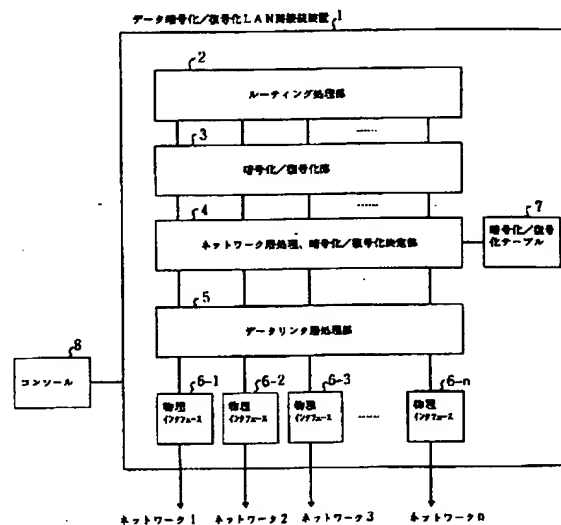 データ暗号化/復号化LAN間接続装置 1
2
ルーティング処理部
3
暗号化/復号化部
4
ネットワーク層処理、暗号化/復号化決定部
7
暗号化/復号
化テーブル
5
データリンク層処理部
8
コンソール
6-1
物理
インタフェース
6-2
物理
インタフェース
6-3
物理
インタフェース
6-n
物理
インタフェース
ネットワーク1
ネットワーク2
ネットワーク3
ネットワークn